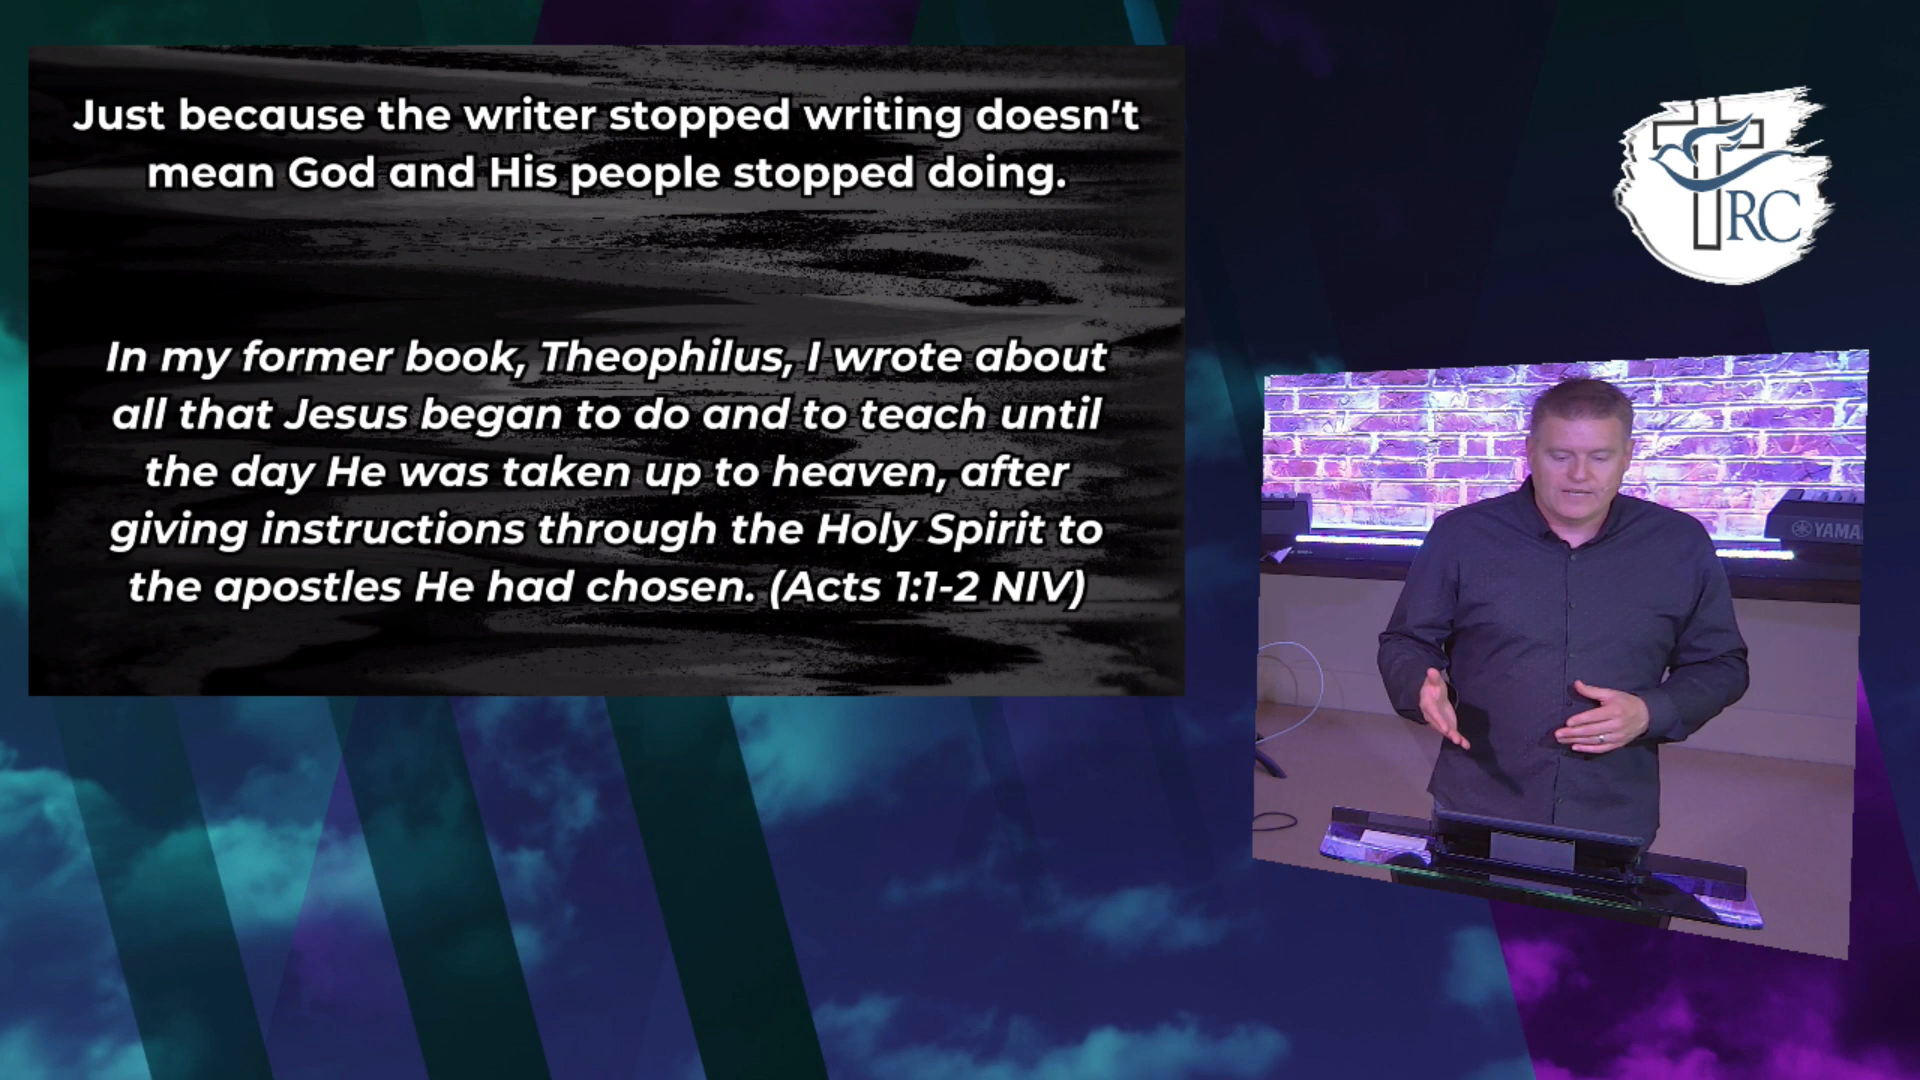 Just because the writer stopped writing doesn't
mean God and His people stopped doing.
In my former book, Theophilus, I wrote about
all that Jesus began to do and to teach until
the day He was taken up to heaven, after
giving instructions through the Holy Spirit to
the apostles He had chosen. (Acts 1:1-2 NIV)
RC
YAMA